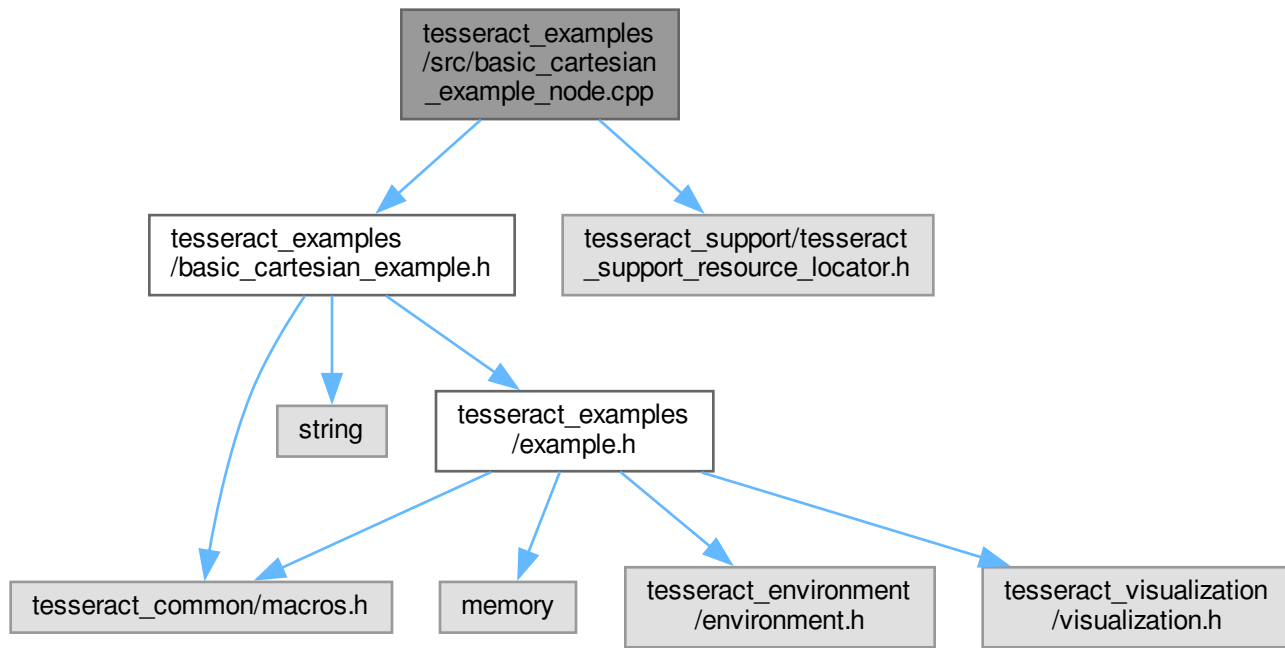 tesseract_examples
/src/basic_cartesian
_example_node.cpp
tesseract_examples
/basic_cartesian_example.h
tesseract_support/tesseract
_support_resource_locator.h
string
tesseract_examples
/example.h
tesseract_common/macros.h
memory
tesseract_environment
/environment.h
tesseract_visualization
/visualization.h